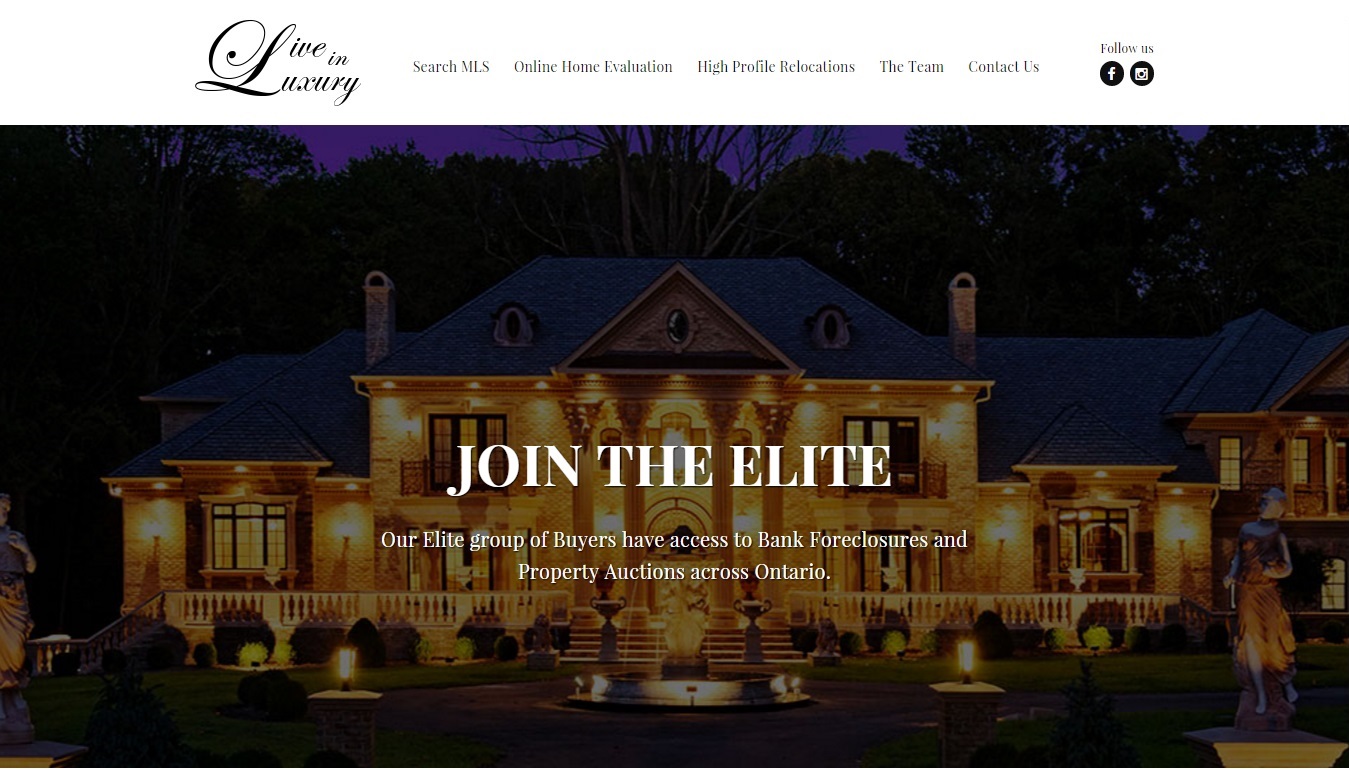 Live in
Luxury
Search MLS
Online Home Evaluation
High Profile Relocations
The Team
Contact Us
Follow us
JOIN THE ELITE
Our Elite group of Buyers have access to Bank Foreclosures and
Property Auctions across Ontario.